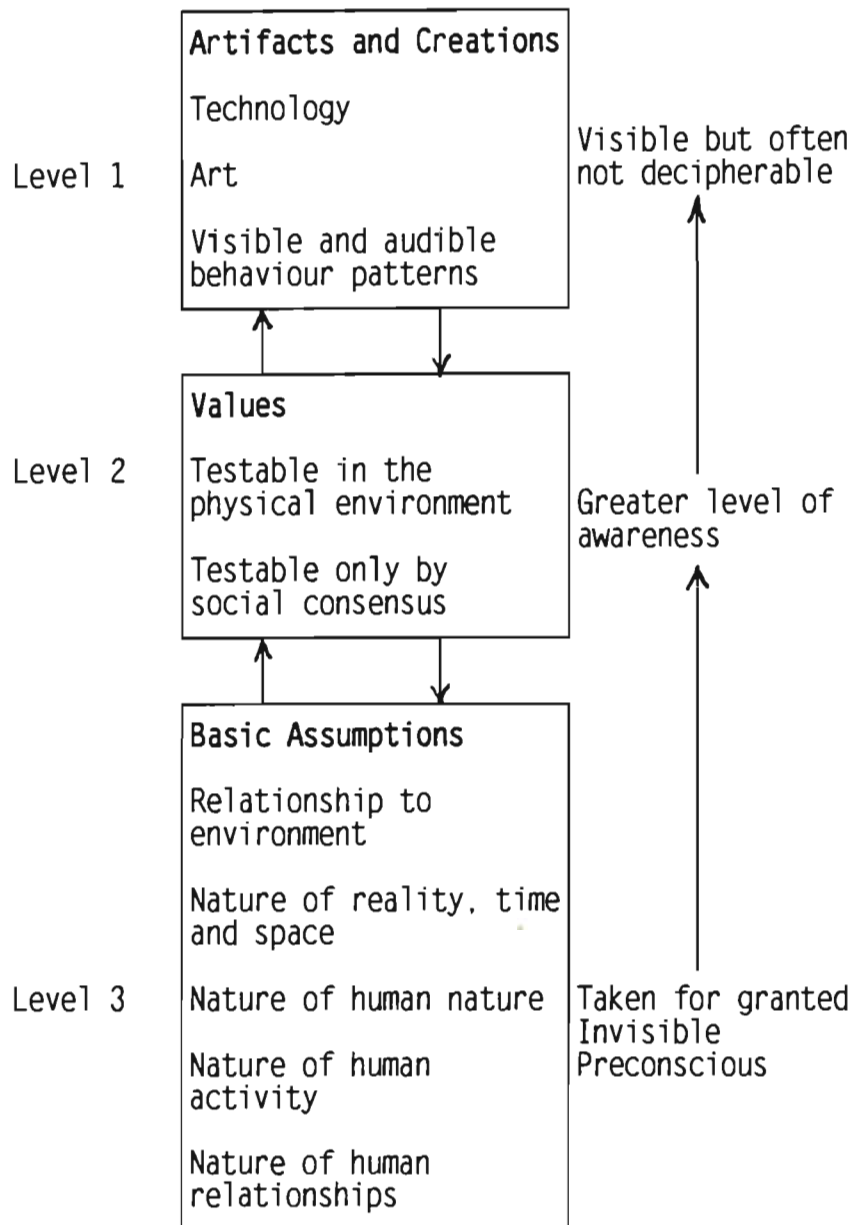 Artifacts and Creations
Technology
Level 1
Art
Visible but often
not decipherable
Visible and audible
behaviour patterns
Values
Level 2
Testable in the
physical environment
Greater level of
awareness
Testable only by
social consensus
Basic Assumptions
Relationship to
environment
Nature of reality, time
and space
Level 3
Nature of human nature
Taken for granted
Invisible
Preconscious
Nature of human
activity
Nature of human
relationships